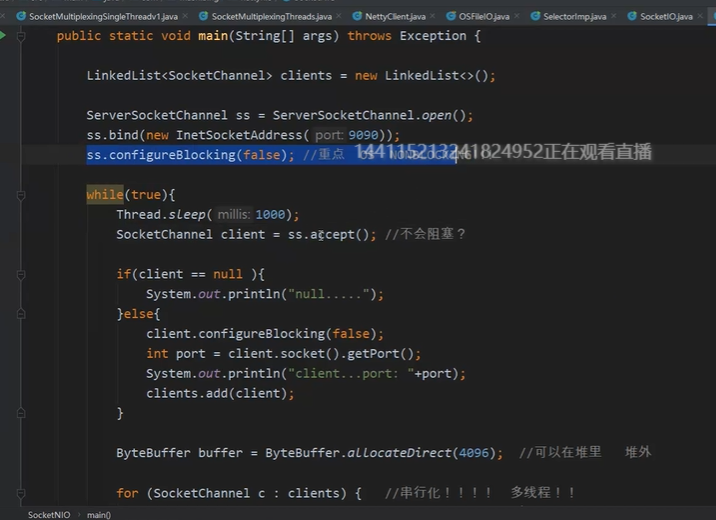 SocketMultiplexingSingleThreadv1.java × SocketMultiplexingThreads.java × NettyClient.java × OSFileIO.java × SelectorImp.java × SocketIO.java ×
public static void main(String[] args) throws Exception {
LinkedList<SocketChannel> clients = new LinkedList<>();
ServerSocketChannel ss = ServerSocketChannel.open();
ss.bind(new InetSocketAddress( port: 9090));
ss.configureBlocking(false); //重点 OS NONBLOCKING
144115213241824952正在观看直播
while(true){
Thread.sleep( millis: 1000);
SocketChannel client = ss.accept(); //不会阻塞？
if(client == null ){
System.out.println("null.....");
}else{
client.configureBlocking(false);
int port = client.socket().getPort();
System.out.println("client...port: "+port);
clients.add(client);
}
ByteBuffer buffer = ByteBuffer.allocateDirect(4096); //可以在堆里 堆外
for (SocketChannel c : clients) { //串行化！！！！ 多线程！！
SocketNIO › main()